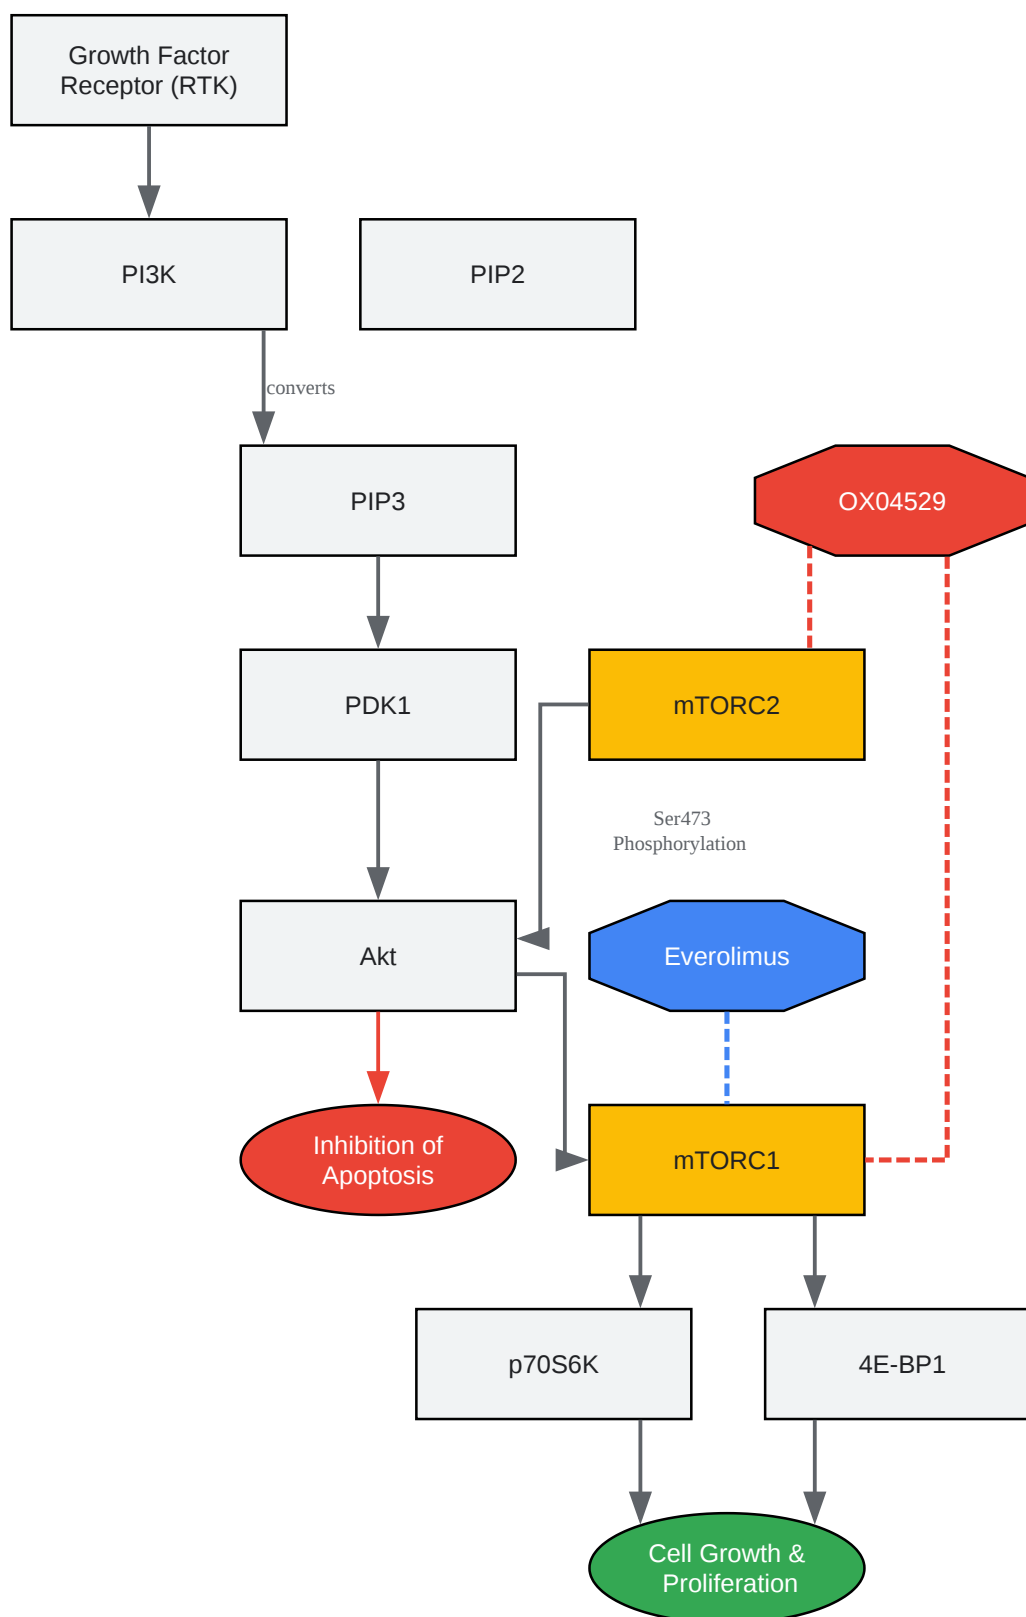 Growth Factor
Receptor (RTK)
PI3K
PIP2
converts
PIP3
OX04529
PDK1
mTORC2
Ser473
Phosphorylation
Akt
Everolimus
Inhibition of
Apoptosis
mTORC1
p70S6K
4E-BP1
Cell Growth &
Proliferation